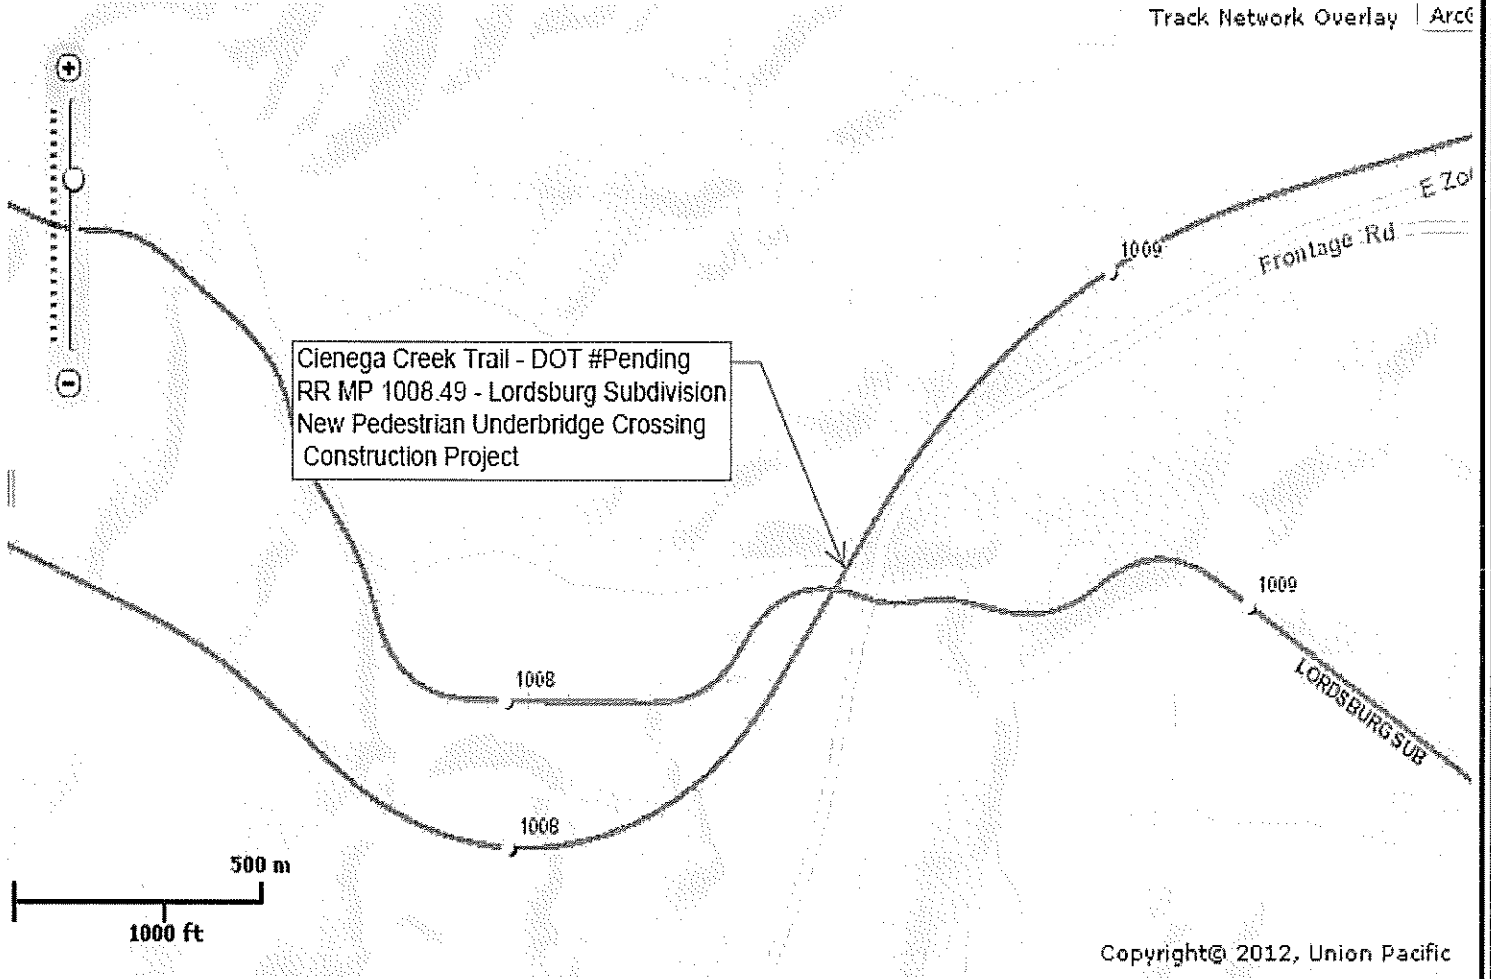 Track Network Overlay
1009
Frontage Rd
Cienega Creek Trail - DOT #Pending
RR MP 1008.49 - Lordsburg Subdivision
New Pedestrian Underbridge Crossing
Construction Project
1009
LORDSBURG SUB
1008
1008
500 m
1000 ft
Copyright© 2012, Union Pacific